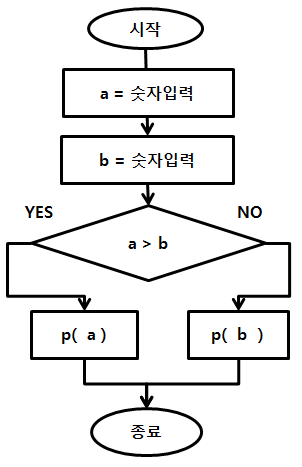 시작
a = 숫자입력
b = 숫자입력
YES
NO
a > b
p( a )
p( b )
종료